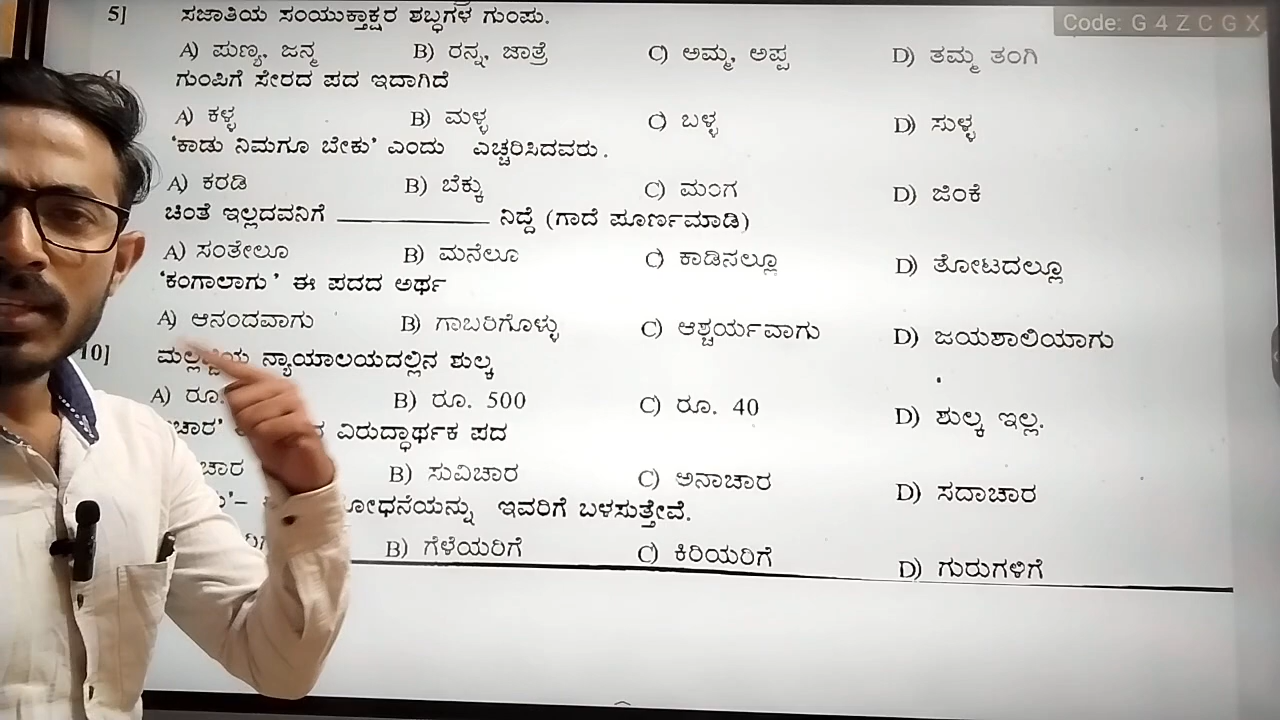 Code: G 4 Z C G X
5] ಸಜಾತಿಯ ಸಂಯುಕ್ತಾಕ್ಷರ ಶಬ್ಧಗಳ ಗುಂಪು.
A) ಪುಣ್ಯ, ಜನ್ಮ B) ರನ್ನ, ಜಾತ್ರೆ C) ಅಮ್ಮ, ಅಪ್ಪ D) ತಮ್ಮ ತಂಗಿ
ಗುಂಪಿಗೆ ಸೇರದ ಪದ ಇದಾಗಿದೆ
A) ಕಳ್ಳ B) ಮಳ್ಳ C) ಬಳ್ಳ D) ಸುಳ್ಳ
‘ಕಾಡು ನಿಮಗೂ ಬೇಕು’ ಎಂದು ಎಚ್ಚರಿಸಿದವರು.
A) ಕರಡಿ B) ಬೆಕ್ಕು C) ಮಂಗ D) ಜಿಂಕೆ
ಚಿಂತೆ ಇಲ್ಲದವನಿಗೆ __________ ನಿದ್ದೆ (ಗಾದೆ ಪೂರ್ಣಮಾಡಿ)
A) ಸಂತೇಲೂ B) ಮನೆಲೂ C) ಕಾಡಿನಲ್ಲೂ D) ತೋಟದಲ್ಲೂ
‘ಕಂಗಾಲಾಗು’ ಈ ಪದದ ಅರ್ಥ
A) ಆನಂದವಾಗು B) ಗಾಬರಿಗೊಳ್ಳು C) ಆಶ್ಚರ್ಯವಾಗು D) ಜಯಶಾಲಿಯಾಗು
10] ನ್ಯಾಯಾಲಯದಲ್ಲಿನ ಶುಲ್ಕ
A) ರೂ. B) ರೂ. 500 C) ರೂ. 40 D) ಶುಲ್ಕ ಇಲ್ಲ.
ವಿರುದ್ಧಾರ್ಥಕ ಪದ
B) ಸುವಿಚಾರ C) ಅನಾಚಾರ D) ಸದಾಚಾರ
ಇವರಿಗೆ ಬಳಸುತ್ತೇವೆ.
B) ಗೆಳೆಯರಿಗೆ C) ಕಿರಿಯರಿಗೆ D) ಗುರುಗಳಿಗೆ